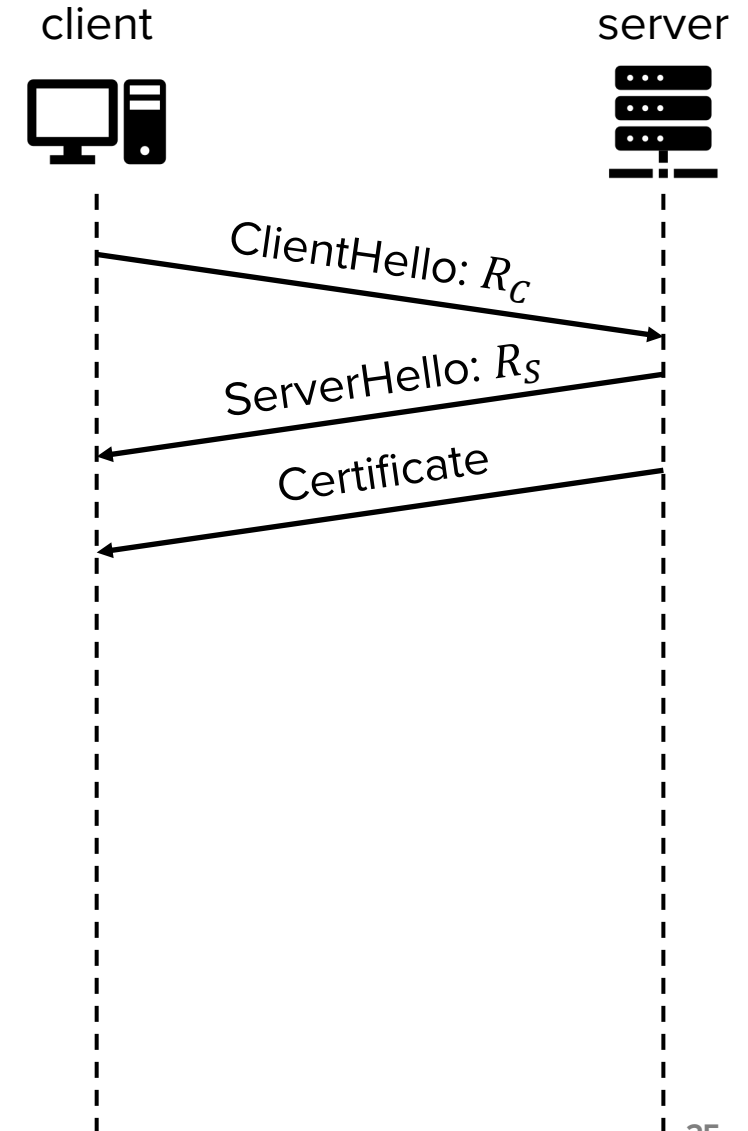 client
server
ClientHello: R_C
ServerHello: R_S
Certificate